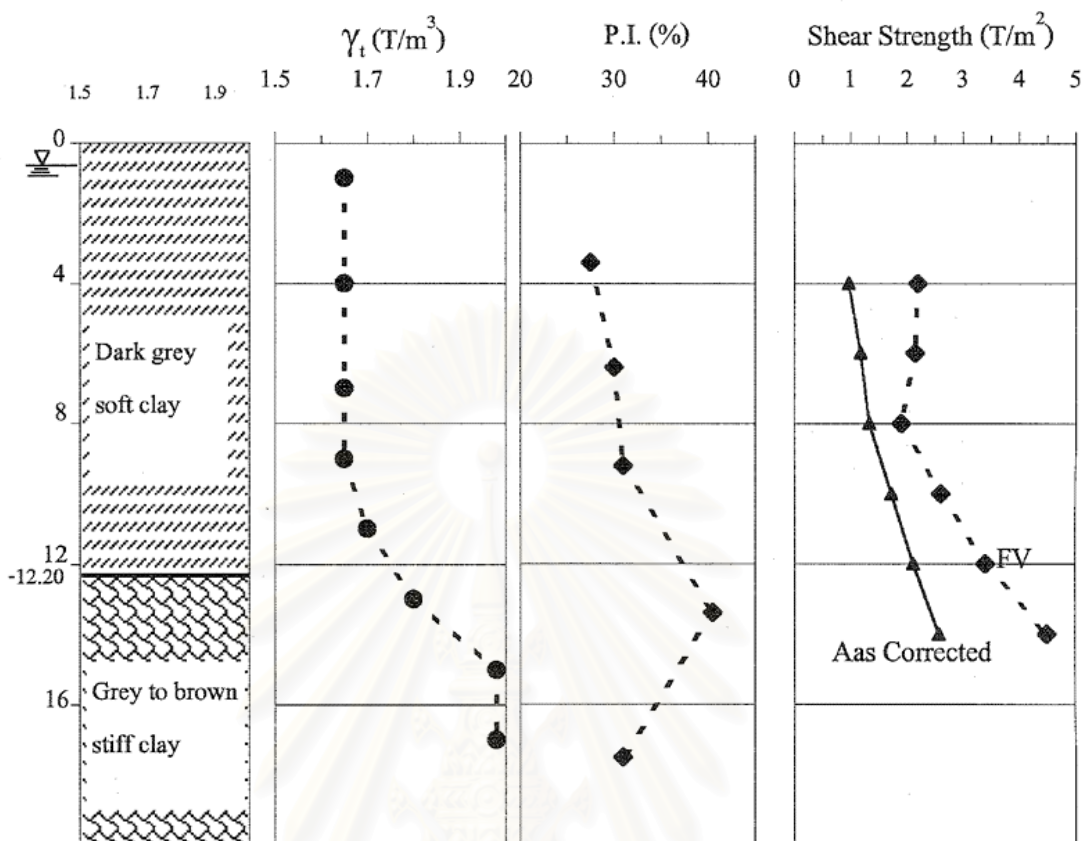 γt (T/m³) P.I. (%) Shear Strength (T/m²)
1.5 1.7 1.9 20 30 40 0 1 2 3 4 5
1.5 1.7 1.9
0
4
Dark grey
soft clay
8
12
-12.20
FV
Aas Corrected
Grey to brown
16
stiff clay